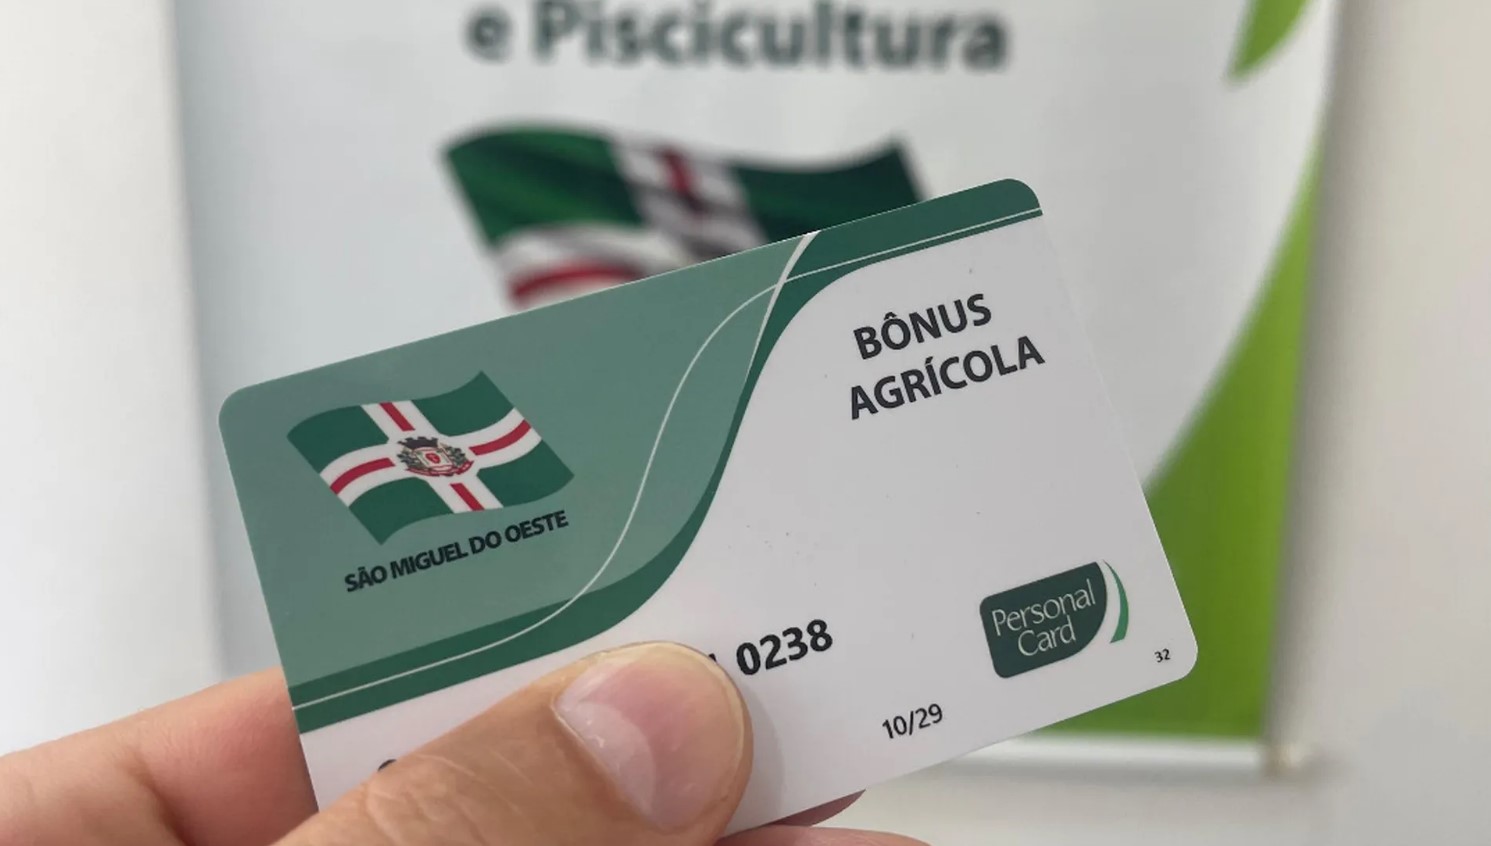 e Piscicultura
BÔNUS
AGRÍCOLA
SÃO MIGUEL DO OESTE
0238
Personal
Card
32
10/29